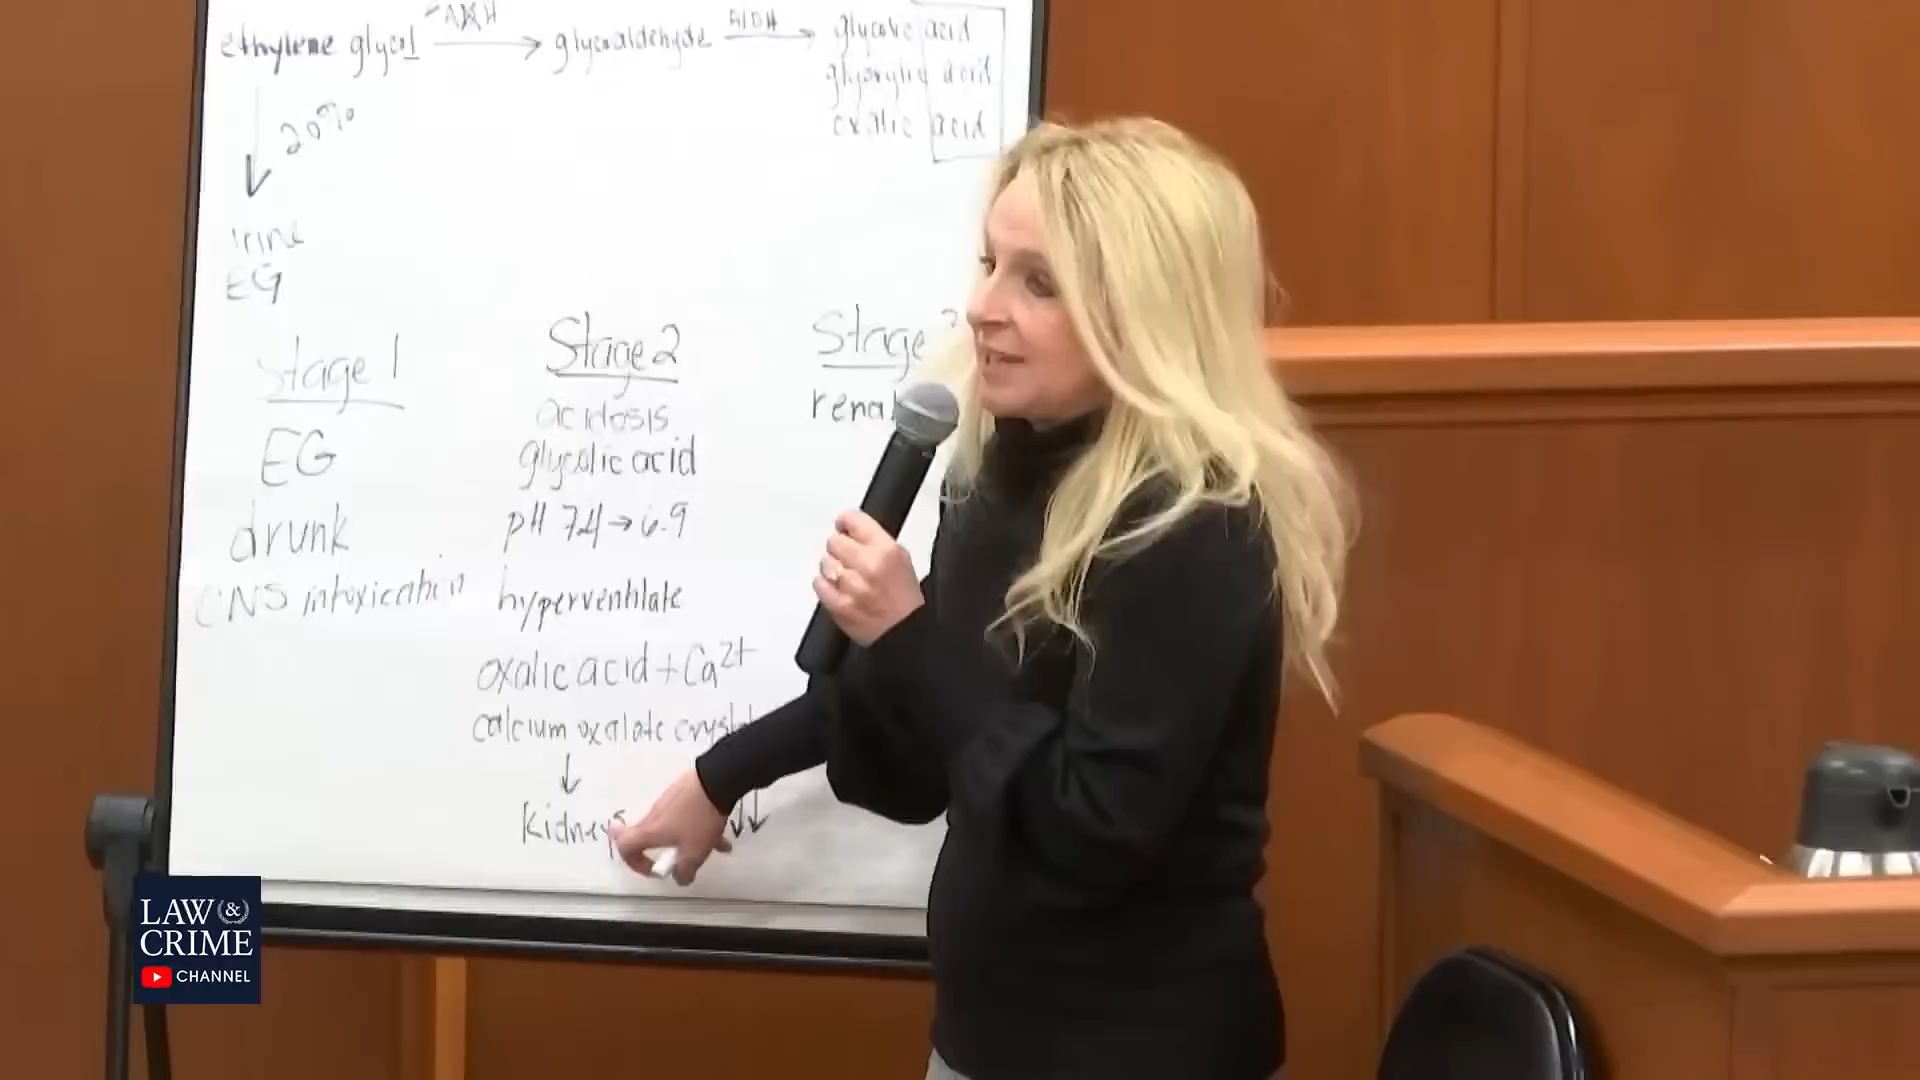 ethylene glycol → glycoaldehyde AlDH → glycolic acid
glyoxylic acid
oxalic acid
20%
urine
EG
Stage 1
EG
drunk
CNS intoxication
Stage 2
acidosis
glycolic acid
pH 7.4 → 6.9
hyperventilate
oxalic acid + Ca2+
calcium oxalate
↓
kidneys
↓↓
Stage
renal
LAW &
CRIME
CHANNEL